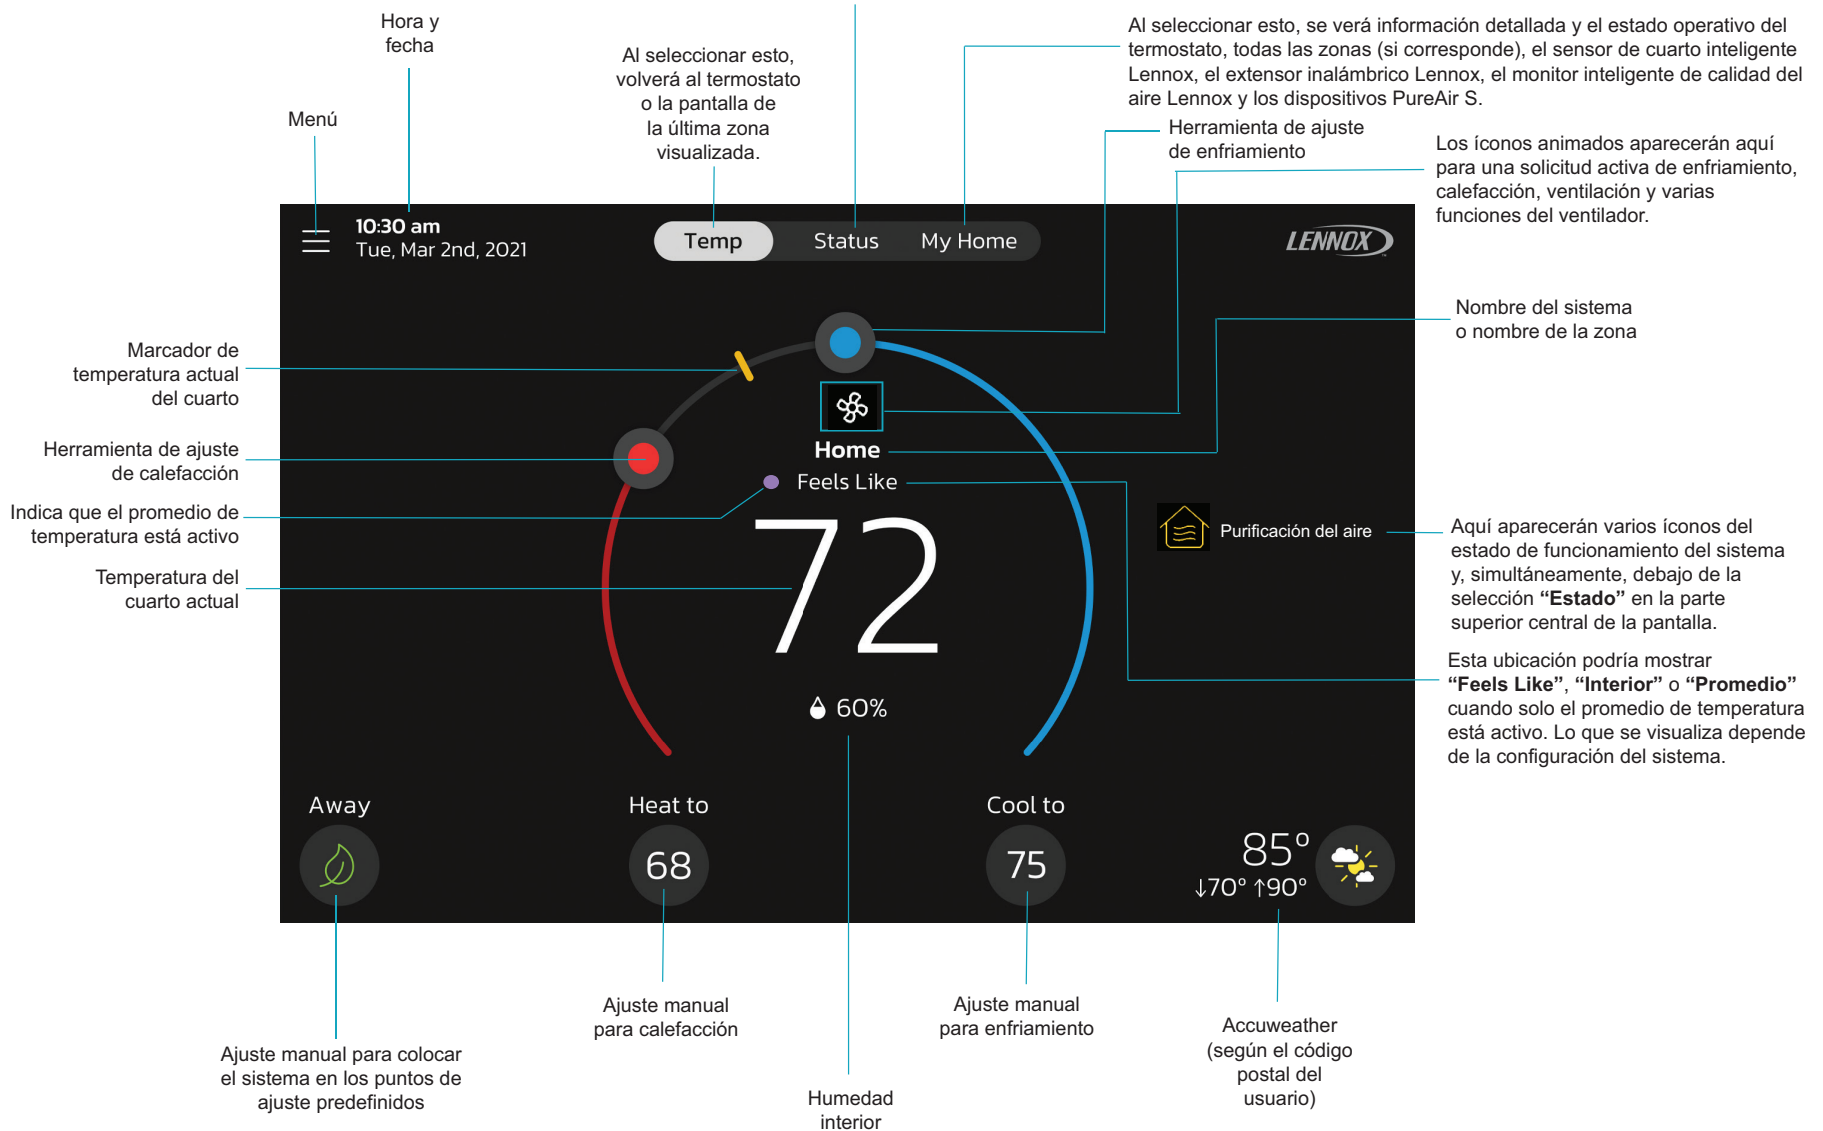 Hora y
fecha
Al seleccionar esto,
volverá al termostato
o la pantalla de
la última zona
visualizada.
Al seleccionar esto, se verá información detallada y el estado operativo del
termostato, todas las zonas (si corresponde), el sensor de cuarto inteligente
Lennox, el extensor inalámbrico Lennox, el monitor inteligente de calidad del
aire Lennox y los dispositivos PureAir S.
Menú
Herramienta de ajuste
de enfriamiento
Los íconos animados aparecerán aquí
para una solicitud activa de enfriamiento,
calefacción, ventilación y varias
funciones del ventilador.
10:30 am
Tue, Mar 2nd, 2021
Temp
Status
My Home
LENNOX
Nombre del sistema
o nombre de la zona
Marcador de
temperatura actual
del cuarto
Herramienta de ajuste
de calefacción
Home
Feels Like
Indica que el promedio de
temperatura está activo
72
Purificación del aire
Aquí aparecerán varios íconos del
estado de funcionamiento del sistema
y, simultáneamente, debajo de la
selección “Estado” en la parte
superior central de la pantalla.
Temperatura del
cuarto actual
Esta ubicación podría mostrar
“Feels Like”, “Interior” o “Promedio”
cuando solo el promedio de temperatura
está activo. Lo que se visualiza depende
de la configuración del sistema.
60%
Away
Heat to
Cool to
68
75
85°
↓70° ↑90°
Ajuste manual
para calefacción
Ajuste manual
para enfriamiento
Accuweather
(según el código
postal del
usuario)
Ajuste manual para colocar
el sistema en los puntos de
ajuste predefinidos
Humedad
interior